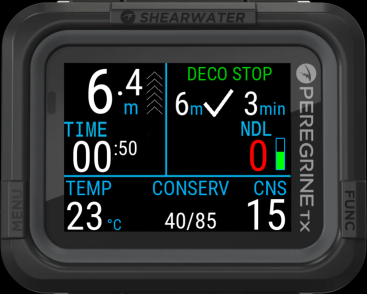 SHEARWATER
6.4 m
DECO STOP
6m 3min
TIME
00:50
NDL
0
TEMP CONSERV CNS
23°C 40/85 15
PEREGRINE TX
MENU
FUNC